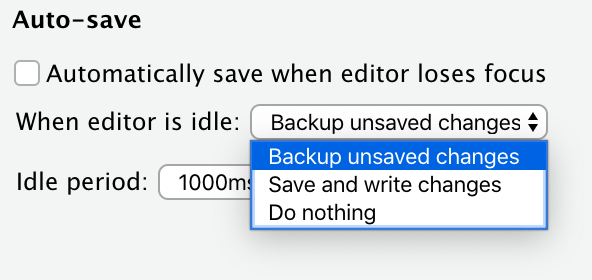 Auto-save
Automatically save when editor loses focus
When editor is idle: Backup unsaved changes
Backup unsaved changes
Save and write changes
Do nothing
Idle period: 1000ms